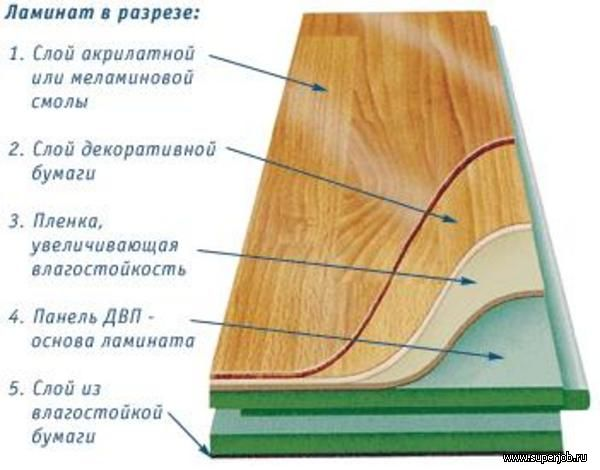 Ламинат в разрезе:
1. Слой акрилатной
или меламиновой
смолы
2. Слой декоративной
бумаги
3. Пленка,
увеличивающая
влагостойкость
4. Панель ДВП -
основа ламината
5. Слой из
влагостойкой
бумаги
www.superjob.ru